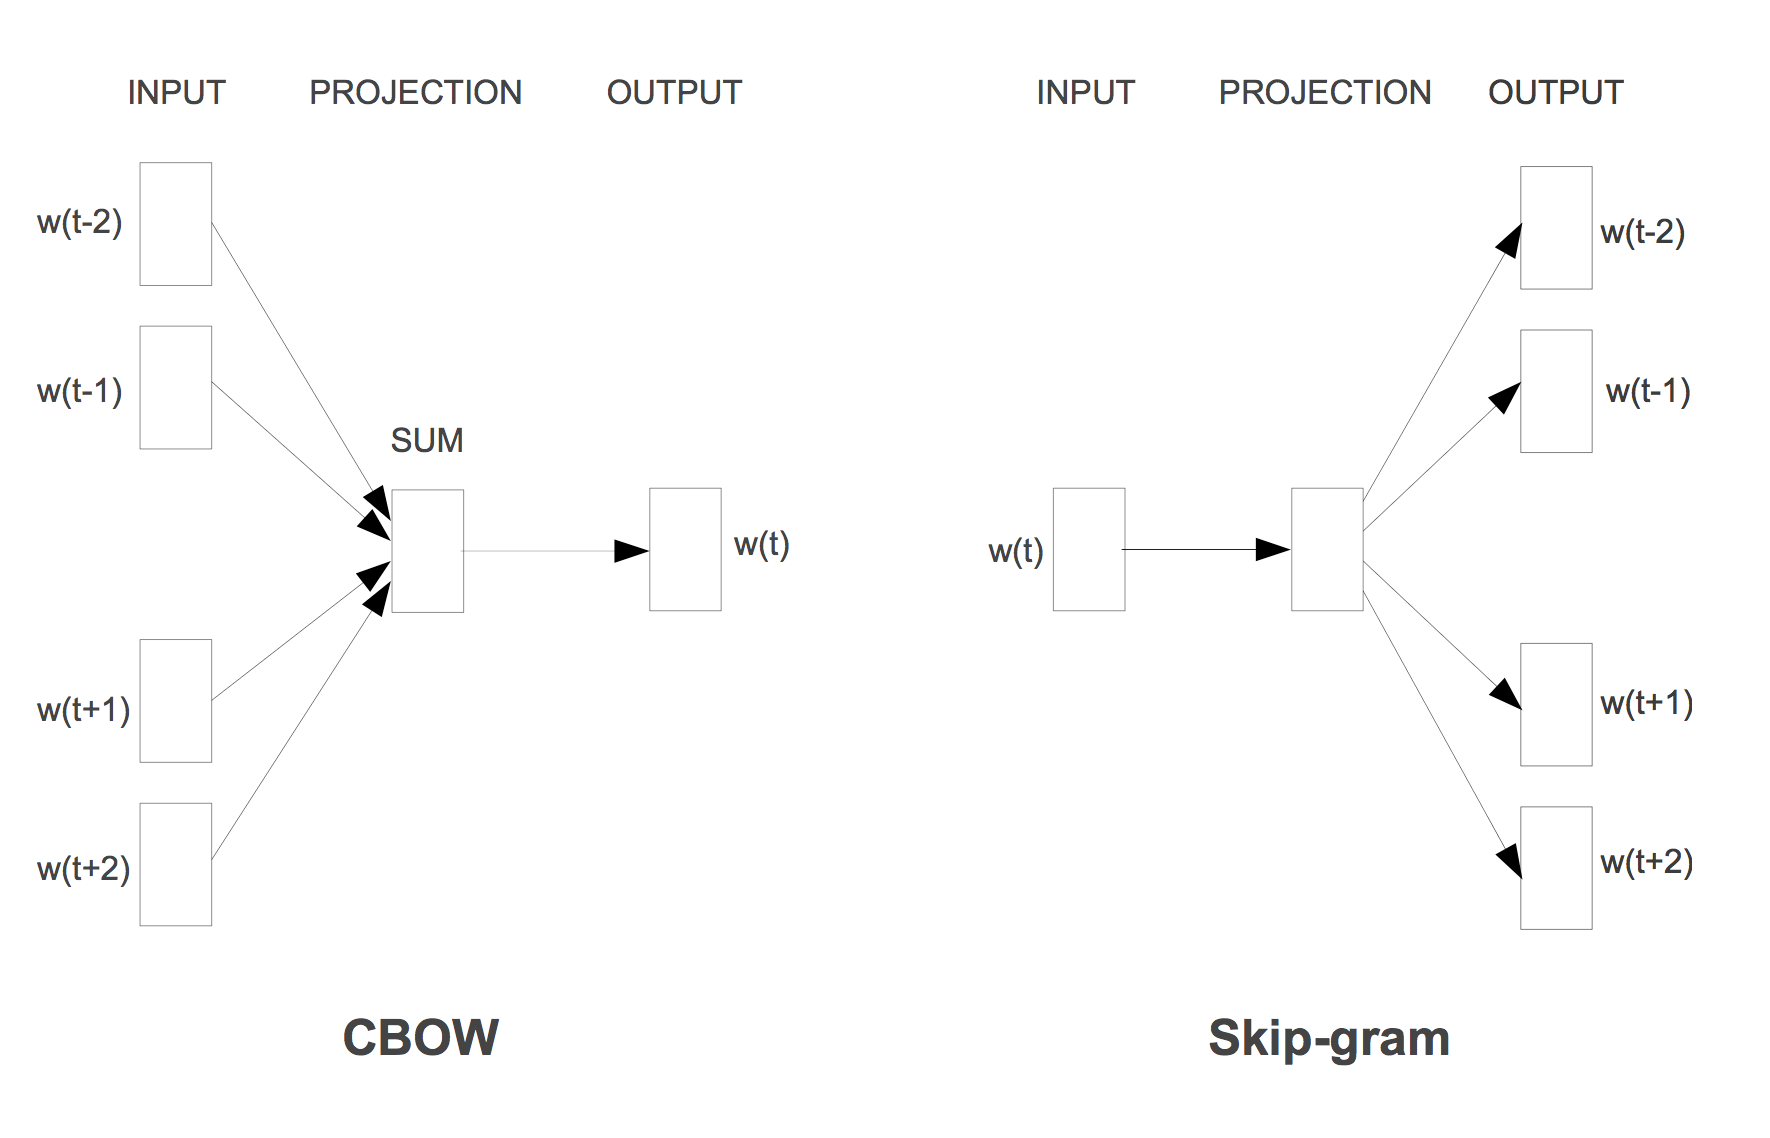 INPUT PROJECTION OUTPUT
w(t-2)
w(t-1)
SUM
w(t)
w(t+1)
w(t+2)
CBOW
INPUT PROJECTION OUTPUT
w(t-2)
w(t-1)
w(t)
w(t+1)
w(t+2)
Skip-gram